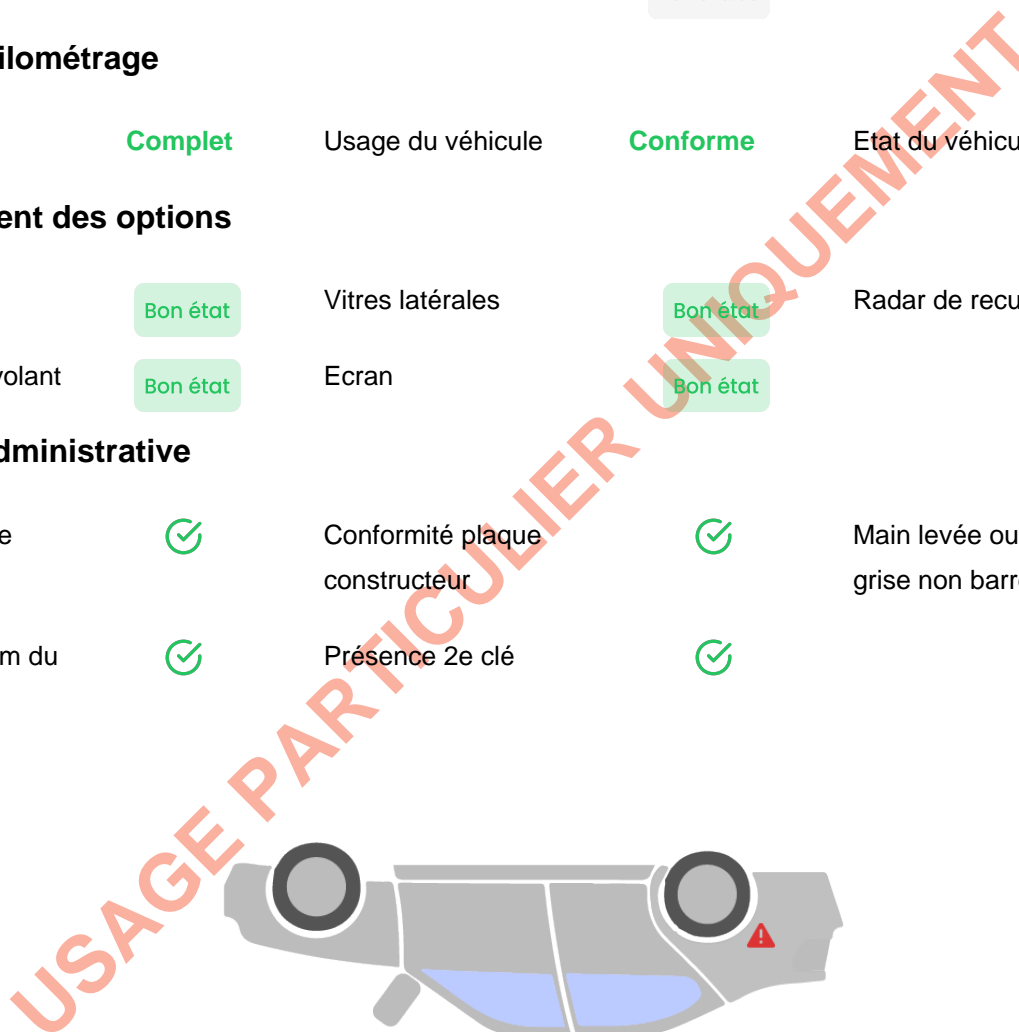 ilométrage
Complet Usage du véhicule Conforme Etat du véhicu
ent des options
Bon état Vitres latérales Bon état Radar de recu
volant Bon état Ecran Bon état
dministrative
e Conformité plaque Main levée ou
constructeur grise non barr
m du Présence 2e clé
USAGE PARTICULIER UNIQUEMENT